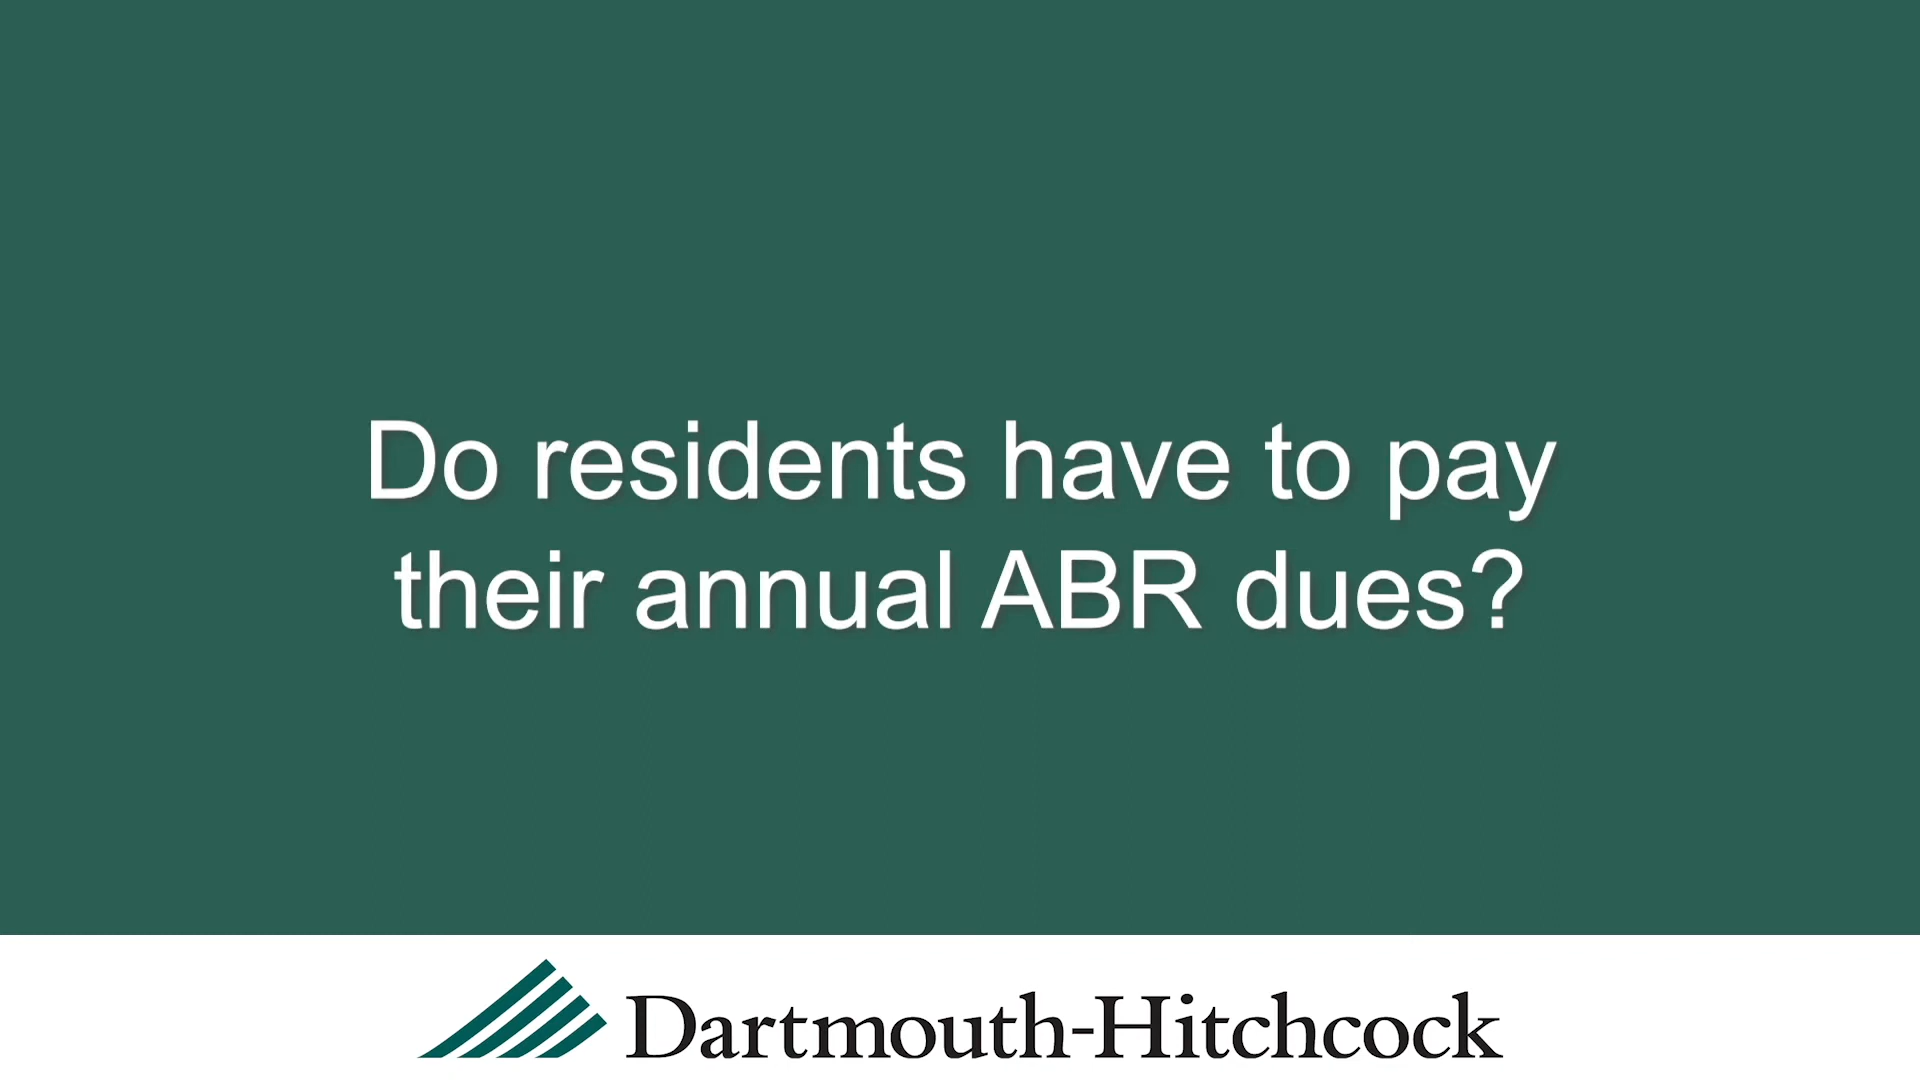 Do residents have to pay
their annual ABR dues?
Dartmouth-Hitchcock